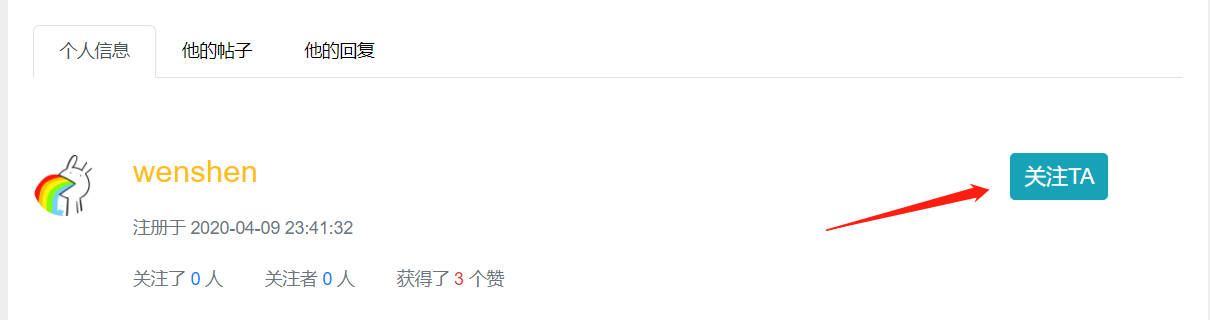 个人信息 他的帖子 他的回复
wenshen
关注TA
注册于 2020-04-09 23:41:32
关注了 0 人 关注者 0 人 获得了 3 个赞